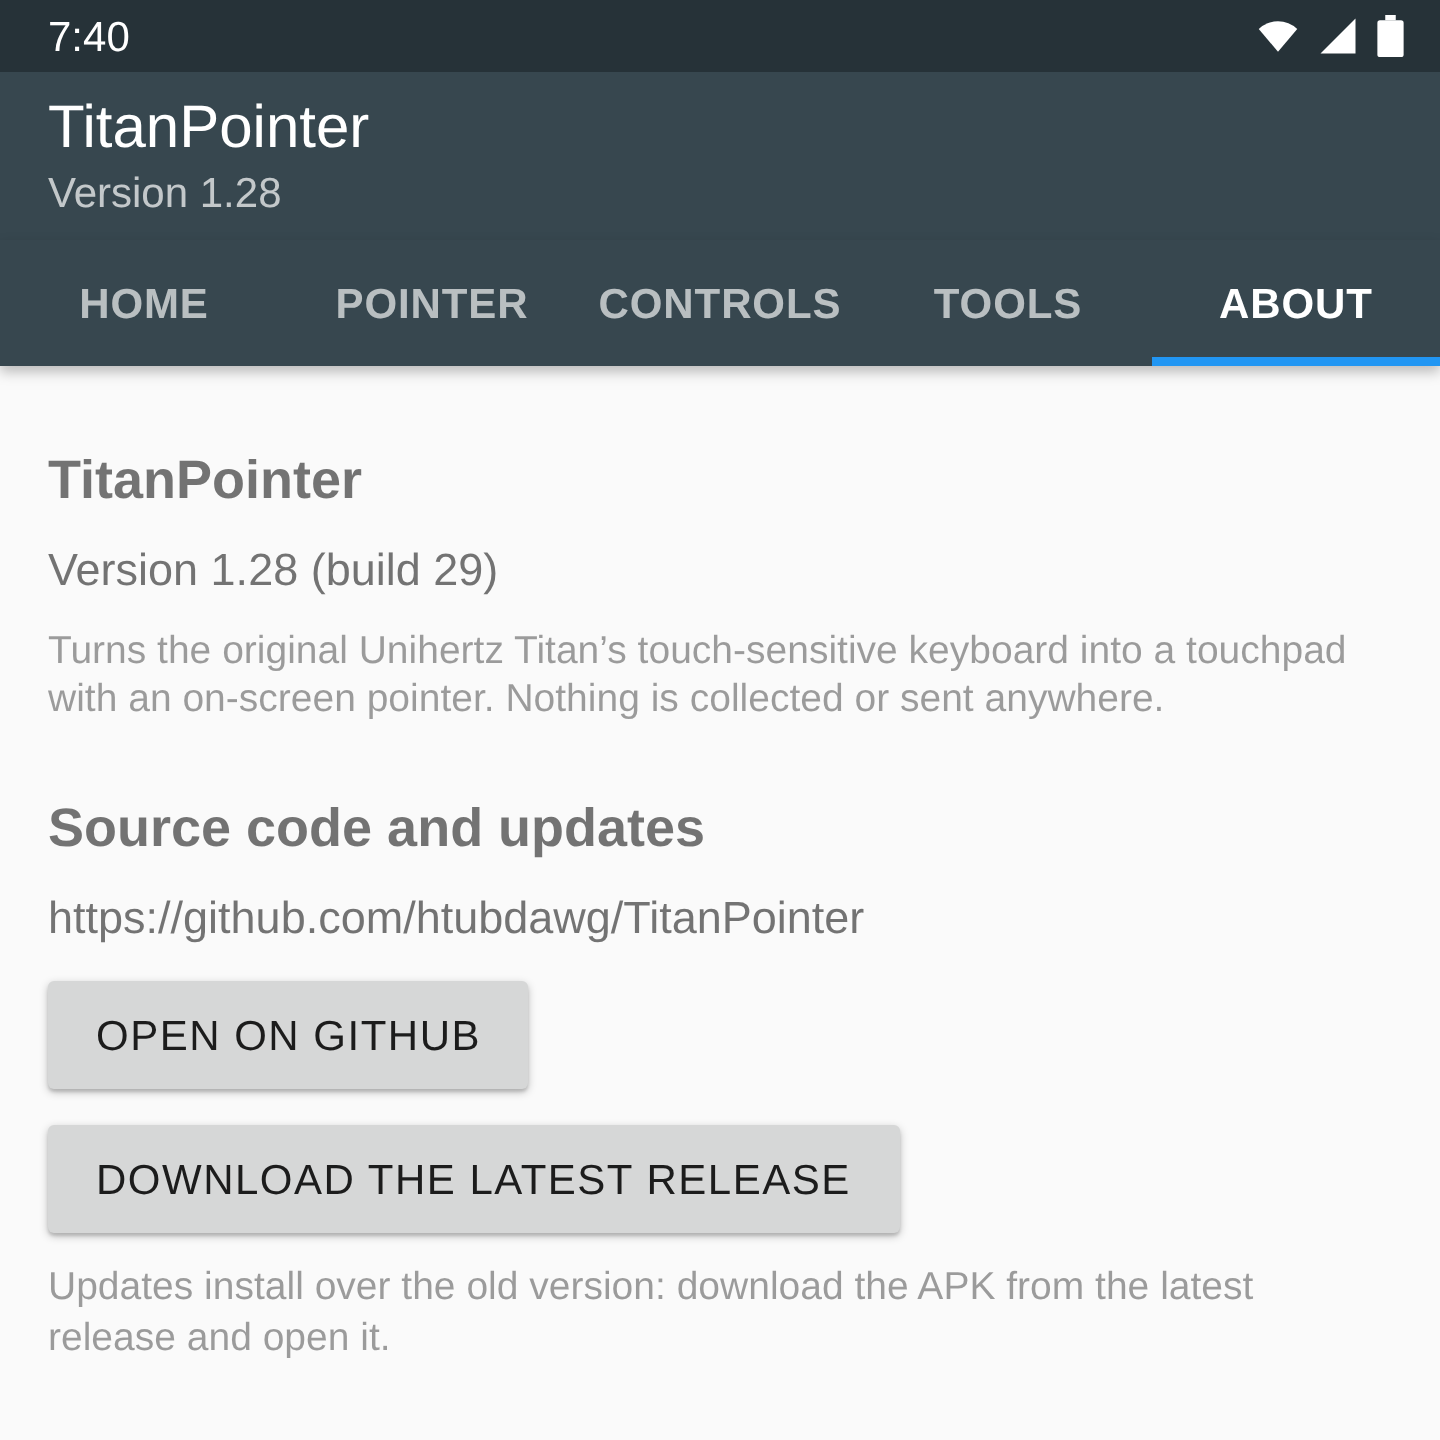 7:40
TitanPointer
Version 1.28
HOME POINTER CONTROLS TOOLS ABOUT
TitanPointer
Version 1.28 (build 29)
Turns the original Unihertz Titan’s touch-sensitive keyboard into a touchpad
with an on-screen pointer. Nothing is collected or sent anywhere.
Source code and updates
https://github.com/htubdawg/TitanPointer
OPEN ON GITHUB
DOWNLOAD THE LATEST RELEASE
Updates install over the old version: download the APK from the latest
release and open it.